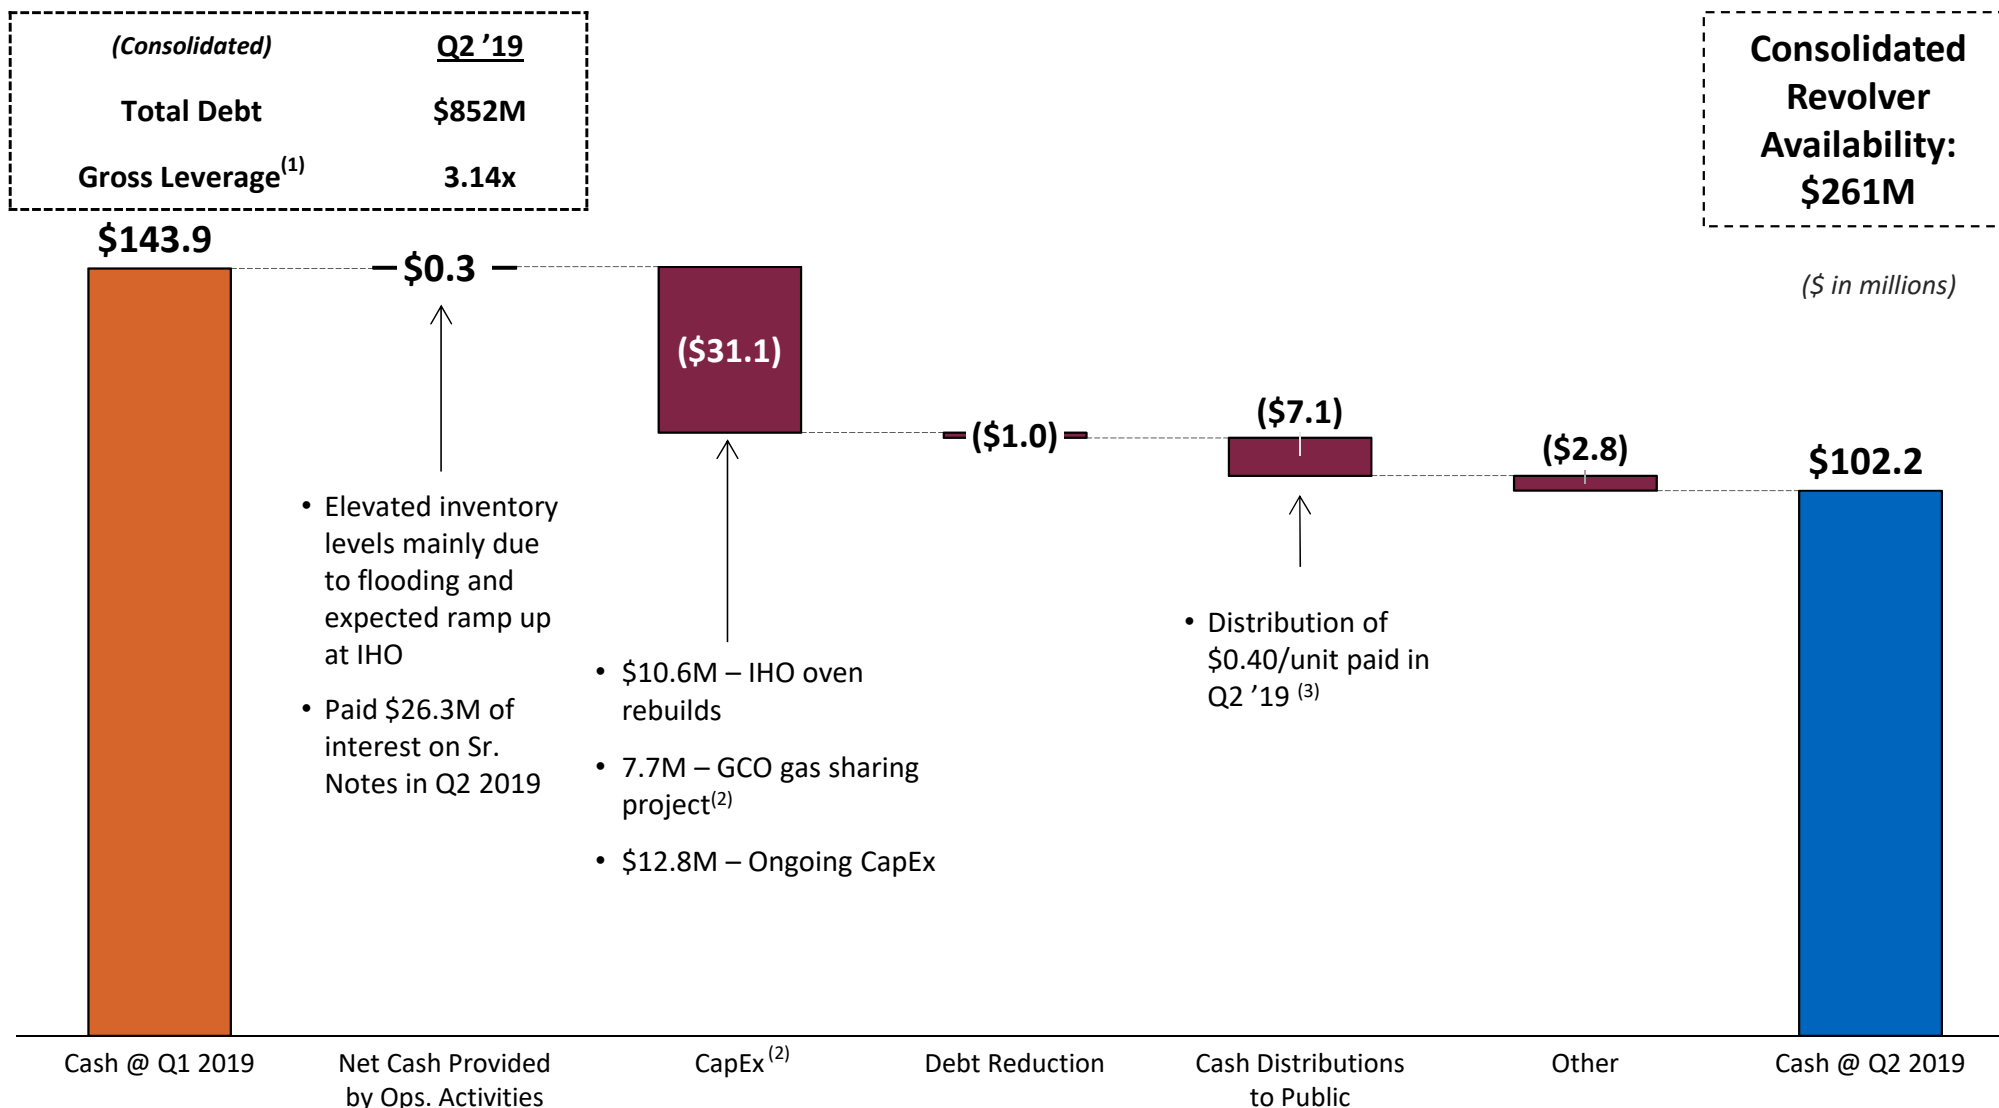 (Consolidated) Q2 ’19
Total Debt $852M
Gross Leverage(1) 3.14x
Consolidated
Revolver
Availability:
$261M
($ in millions)
$143.9
$0.3
($31.1)
($1.0)
($7.1)
($2.8)
$102.2
• Elevated inventory
levels mainly due
to flooding and
expected ramp up
at IHO
• Paid $26.3M of
interest on Sr.
Notes in Q2 2019
• $10.6M – IHO oven
rebuilds
• 7.7M – GCO gas sharing
project(2)
• $12.8M – Ongoing CapEx
• Distribution of
$0.40/unit paid in
Q2 ’19 (3)
Cash @ Q1 2019
Net Cash Provided
by Ops. Activities
CapEx (2)
Debt Reduction
Cash Distributions
to Public
Other
Cash @ Q2 2019